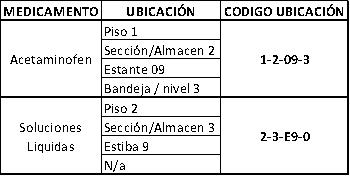 MEDICAMENTO UBICACIÓN CODIGO UBICACIÓN
Acetaminofen
Piso 1
Sección/Almacen 2
Estante 09
Bandeja / nivel 3
1-2-09-3
Soluciones
Liquidas
Piso 2
Sección/Almacen 3
Estiba 9
N/a
2-3-E9-0